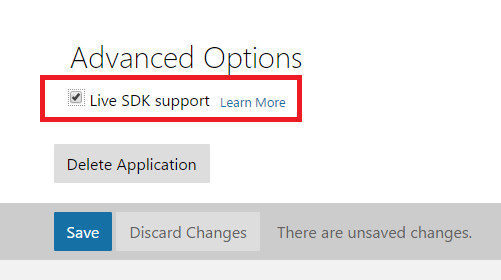 Advanced Options
Live SDK support Learn More
Delete Application
Save Discard Changes There are unsaved changes.